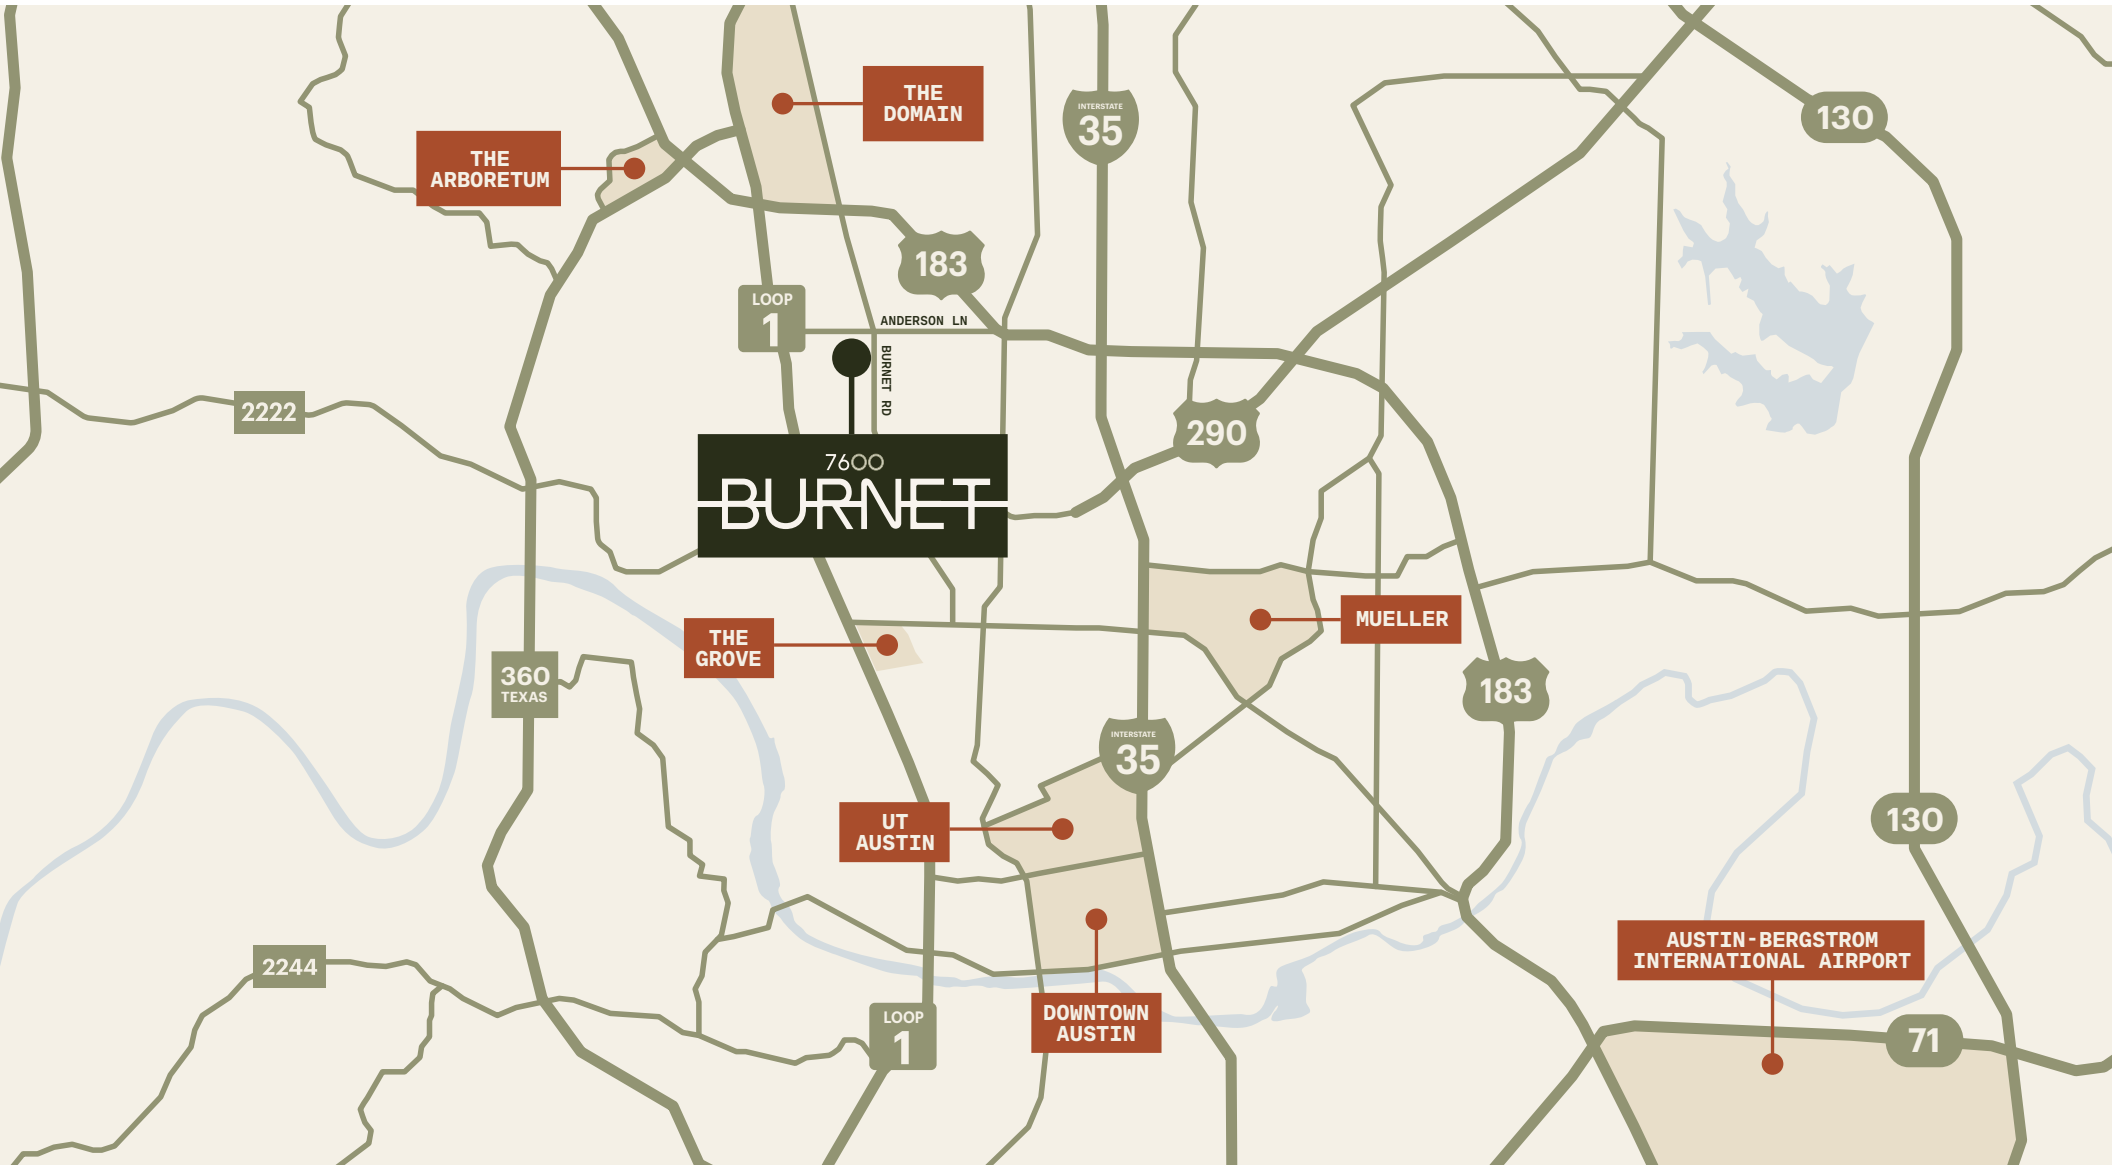 THE
DOMAIN
INTERSTATE
35
130
THE
ARBORETUM
183
LOOP
1
ANDERSON LN
BURNET RD
2222
290
7600
BURNET
MUELLER
THE
GROVE
360
TEXAS
183
INTERSTATE
35
UT
AUSTIN
130
DOWNTOWN
AUSTIN
AUSTIN-BERGSTROM
INTERNATIONAL AIRPORT
2244
LOOP
1
71